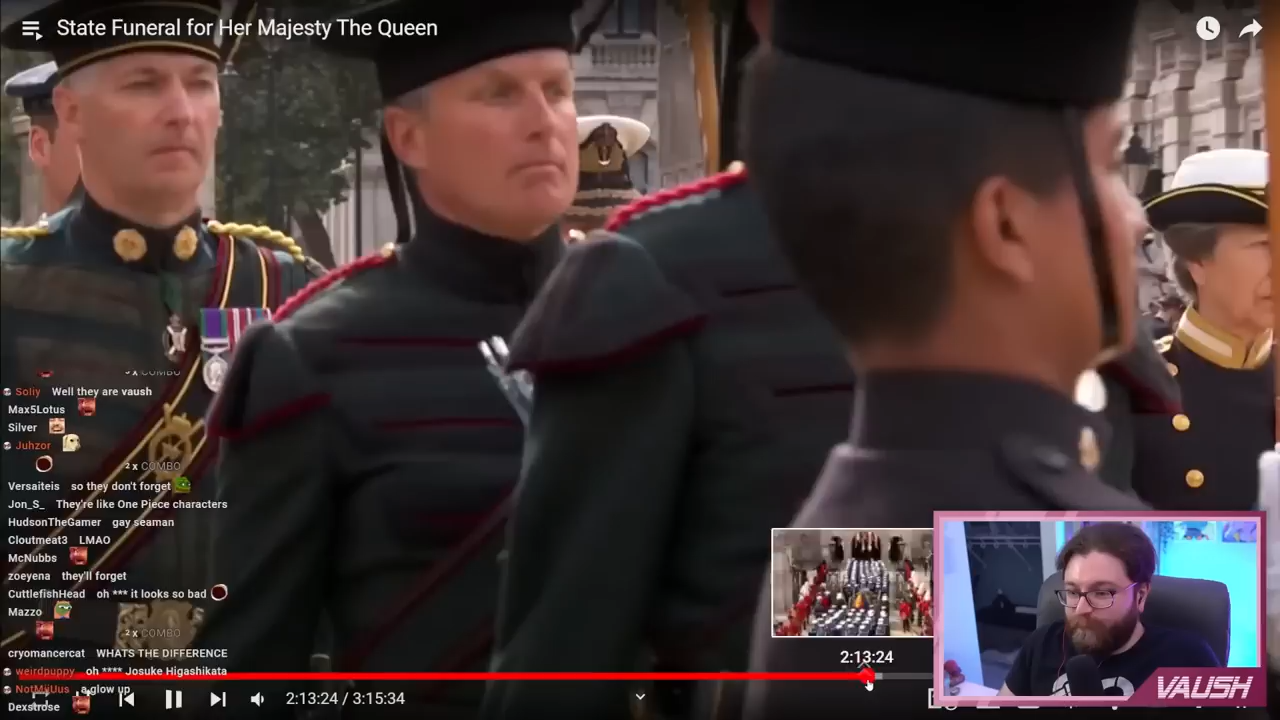 State Funeral for Her Majesty The Queen
x COMBO
Soliy Well they are vaush
Max5Lotus
Silver
Juhzor
2 x COMBO
Versaiteis so they don't forget
Jon_S_ They're like One Piece characters
HudsonTheGamer gay seaman
Cloutmeat3 LMAO
McNubbs
zoeyena they'll forget
CuttlefishHead oh *** it looks so bad
Mazzo
2 x COMBO
cryomancercat WHATS THE DIFFERENCE
weirdpuppy oh **** Josuke Higashikata
NotMiiUus a glow up
Dexstrose
2:13:24
2:13:24 / 3:15:34
VAUSH